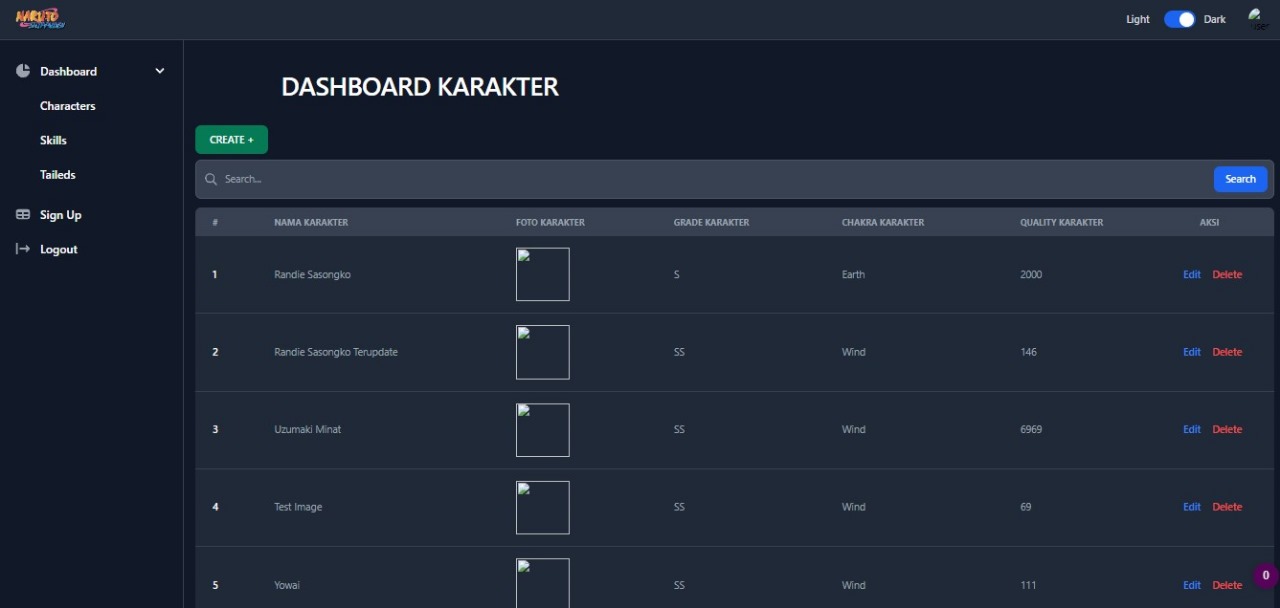 NARUTO
SHIPPUDEN
Light Dark
Dashboard
Characters
Skills
Taileds
Sign Up
Logout
DASHBOARD KARAKTER
CREATE +
Search...
Search
# NAMA KARAKTER FOTO KARAKTER GRADE KARAKTER CHAKRA KARAKTER QUALITY KARAKTER AKSI
1 Randie Sasongko S Earth 2000 Edit Delete
2 Randie Sasongko Terupdate SS Wind 146 Edit Delete
3 Uzumaki Minat SS Wind 6969 Edit Delete
4 Test Image SS Wind 69 Edit Delete
5 Yowai SS Wind 111 Edit Delete
0